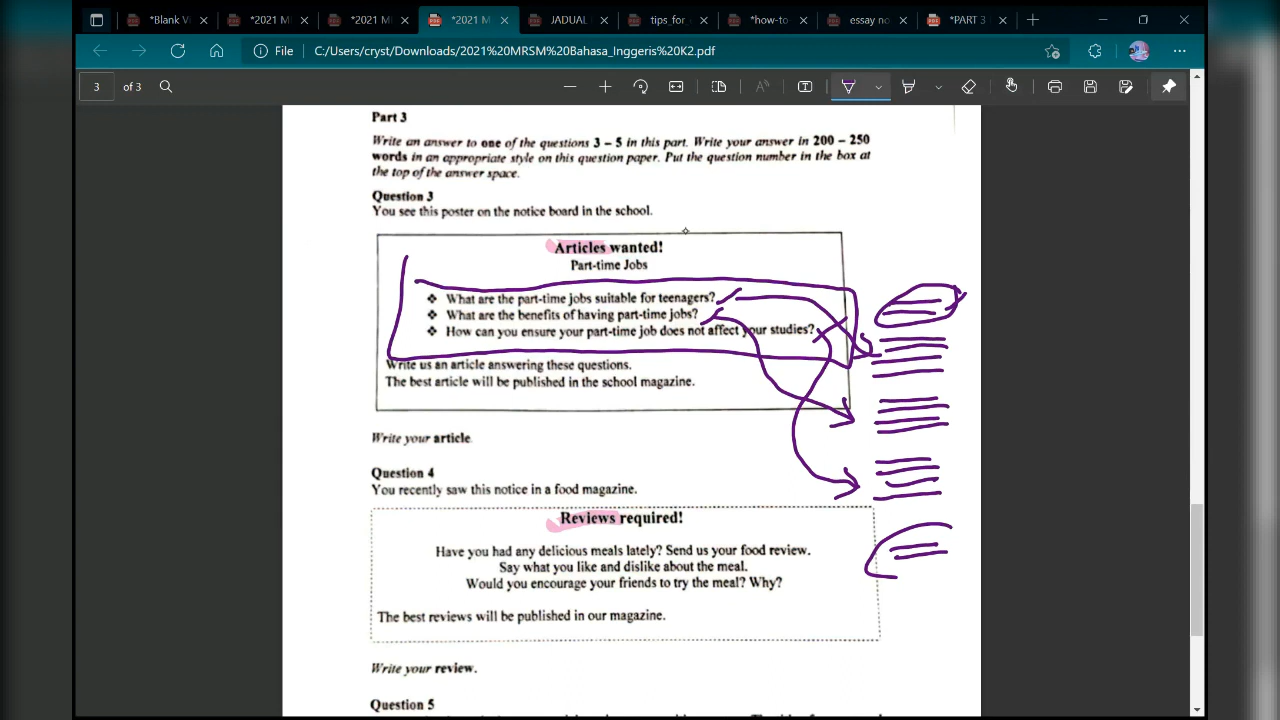 *Blank Vi
*2021 MI
*2021 MI
*2021 M
JADUAL
tips_for_
*how-to
essay no
*PART 3
File
C:/Users/cryst/Downloads/2021%20MRSM%20Bahasa_Inggeris%20K2.pdf
3 of 3
Part 3
Write an answer to one of the questions 3 – 5 in this part. Write your answer in 200 – 250
words in an appropriate style on this question paper. Put the question number in the box at
the top of the answer space.
Question 3
You see this poster on the notice board in the school.
Articles wanted!
Part-time Jobs
❖ What are the part-time jobs suitable for teenagers?
❖ What are the benefits of having part-time jobs?
❖ How can you ensure your part-time job does not affect your studies?
Write us an article answering these questions.
The best article will be published in the school magazine.
Write your article.
Question 4
You recently saw this notice in a food magazine.
Reviews required!
Have you had any delicious meals lately? Send us your food review.
Say what you like and dislike about the meal.
Would you encourage your friends to try the meal? Why?
The best reviews will be published in our magazine.
Write your review.
Question 5